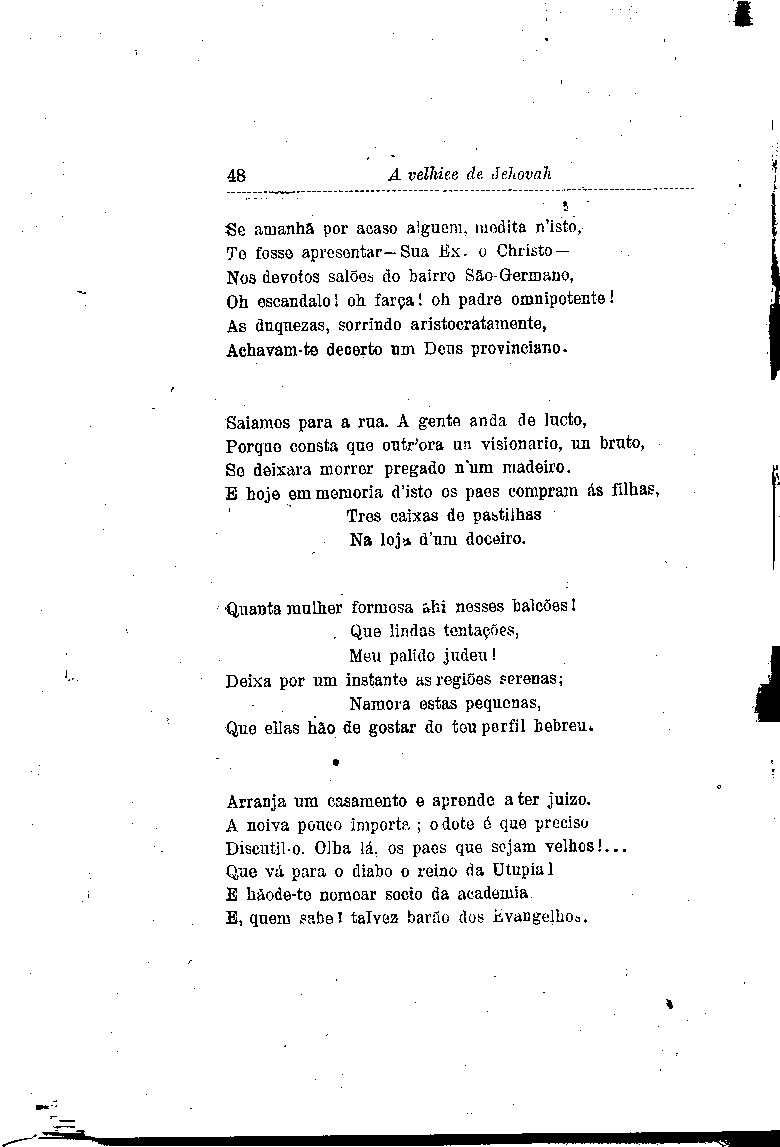 48 A velhice de Jehovah
Se amanhã por acaso alguem, medita n'isto,
Te fosse apresentar—Sua Ex. o Christo—
Nos devotos salões do bairro São-Germano,
Oh escandalo! oh farça! oh padre omnipotente!
As duquezas, sorrindo aristocratamente,
Achavam-te decerto um Deus provinciano.
Saiamos para a rua. A gente anda de lucto,
Porque consta que outr'ora un visionario, un bruto,
Se deixara morrer pregado n'um madeiro.
E hoje em memoria d'isto os paes compram ás filhas,
Tres caixas de pastilhas
Na loja d'um doceiro.
Quanta mulher formosa ahi nesses balcões!
Que lindas tentações,
Meu palido judeu!
Deixa por um instante as regiões serenas;
Namora estas pequenas,
Que ellas hão de gostar do teu perfil hebreu.
Arranja um casamento e aprende a ter juizo.
A noiva pouco importa; o dote é que preciso
Discutil-o. Olha lá, os paes que sejam velhos!...
Que vá para o diabo o reino da Utupia!
E hãode-te nomear socio da academia
E, quem sabe! talvez barão dos Evangelhos.